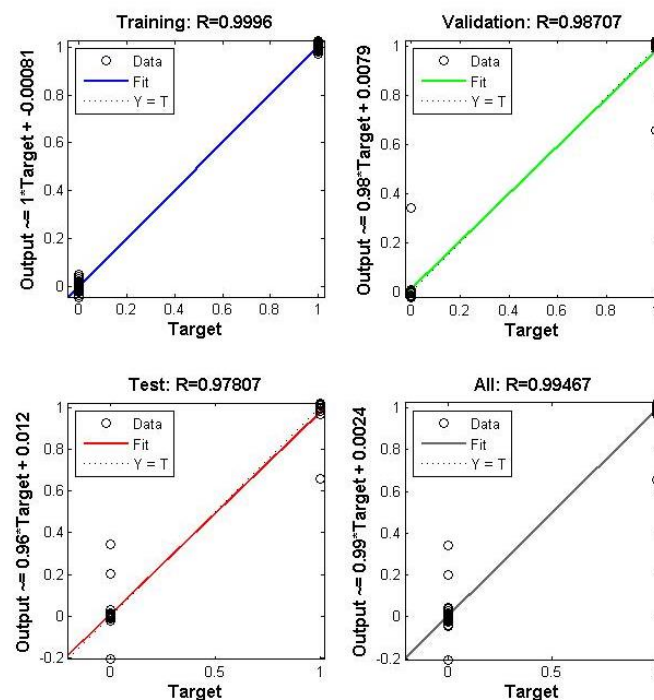 Training: R=0.9996
Output ~= 1*Target + -0.00081
1
0.8
0.6
0.4
0.2
0
Data
Fit
Y = T
0 0.2 0.4 0.6 0.8 1
Target
Validation: R=0.98707
Output ~= 0.98*Target + 0.0079
1
0.8
0.6
0.4
0.2
0
Data
Fit
Y = T
0 0.2 0.4 0.6 0.8 1
Target
Test: R=0.97807
Output ~= 0.96*Target + 0.012
1
0.8
0.6
0.4
0.2
0
-0.2
Data
Fit
Y = T
0 0.5 1
Target
All: R=0.99467
Output ~= 0.99*Target + 0.0024
1
0.8
0.6
0.4
0.2
0
-0.2
Data
Fit
Y = T
0 0.5 1
Target